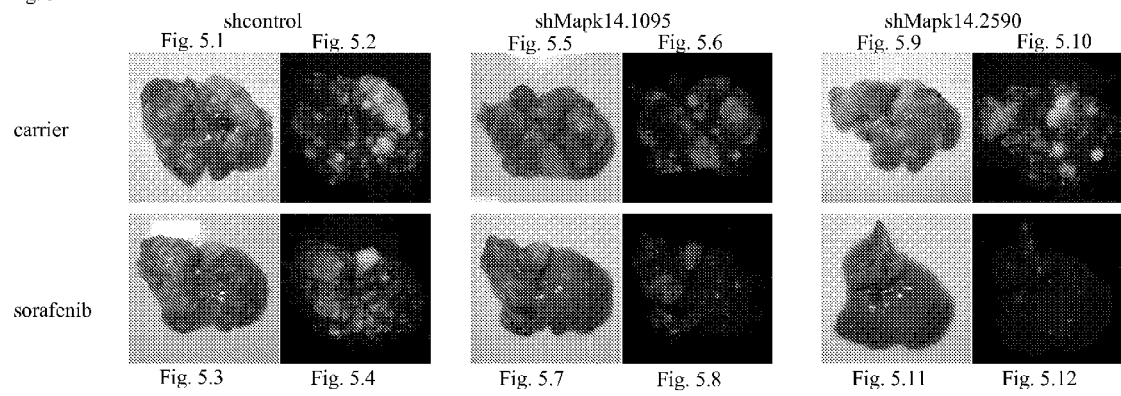 shcontrol shMapk14.1095 shMapk14.2590
Fig. 5.1 Fig. 5.2 Fig. 5.5 Fig. 5.6 Fig. 5.9 Fig. 5.10
carrier
sorafenib
Fig. 5.3 Fig. 5.4 Fig. 5.7 Fig. 5.8 Fig. 5.11 Fig. 5.12